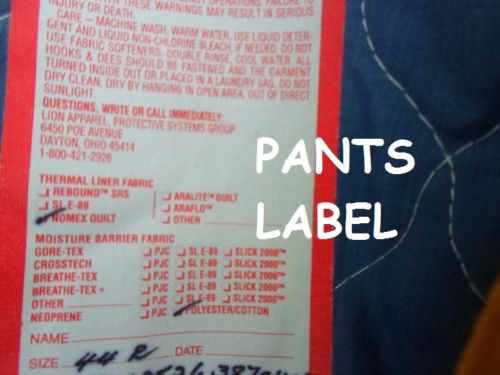 WITH THESE WARNINGS MAY RESULT IN SERIOUS
INJURY OR DEATH.
CARE — MACHINE WASH, WARM WATER, USE LIQUID DETER-
GENT AND LIQUID NON-CHLORINE BLEACH, IF NEEDED. DO NOT
USE FABRIC SOFTENERS. DOUBLE RINSE, COOL WATER. ALL
HOOKS & DEES SHOULD BE FASTENED AND THE GARMENT
TURNED INSIDE OUT OR PLACED IN A LAUNDRY BAG. DO NOT
DRY CLEAN. DRY BY HANGING IN OPEN AREA, OUT OF DIRECT
SUNLIGHT.
QUESTIONS, WRITE OR CALL IMMEDIATELY:
LION APPAREL, PROTECTIVE SYSTEMS GROUP
6450 POE AVENUE
DAYTON, OHIO 45414
1-800-421-2926
PANTS
LABEL
THERMAL LINER FABRIC
REBOUND™ SRS ARALITE™ QUILT
SL E-89 ARAFLO™
NOMEX QUILT OTHER
MOISTURE BARRIER FABRIC
GORE-TEX PJC SL E-89 SLICK 2000™
CROSSTECH PJC SL E-89 SLICK 2000™
BREATHE-TEX PJC SL E-89 SLICK 2000™
BREATHE-TEX + PJC SL E-89 SLICK 2000™
OTHER PJC SL E-89 SLICK 2000™
NEOPRENE PJC POLYESTER/COTTON
NAME
SIZE 44 R DATE